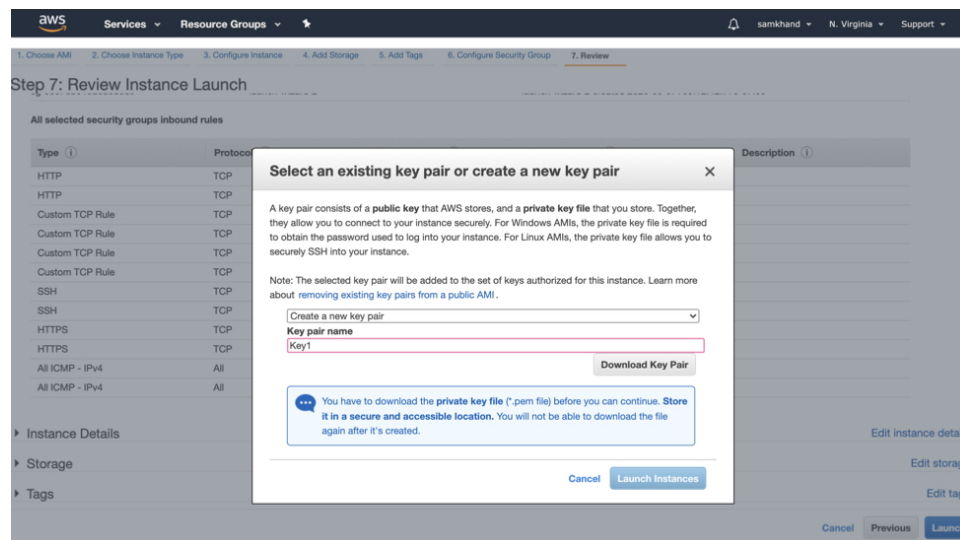 aws Services Resource Groups samkhand N. Virginia Support
1. Choose AMI 2. Choose Instance Type 3. Configure Instance 4. Add Storage 5. Add Tags 6. Configure Security Group 7. Review
Step 7: Review Instance Launch
All selected security groups inbound rules
Type Protocol Description
HTTP TCP
HTTP TCP
Custom TCP Rule TCP
Custom TCP Rule TCP
Custom TCP Rule TCP
Custom TCP Rule TCP
SSH TCP
SSH TCP
HTTPS TCP
HTTPS TCP
All ICMP - IPv4 All
All ICMP - IPv4 All
Select an existing key pair or create a new key pair
A key pair consists of a public key that AWS stores, and a private key file that you store. Together,
they allow you to connect to your instance securely. For Windows AMIs, the private key file is required
to obtain the password used to log into your instance. For Linux AMIs, the private key file allows you to
securely SSH into your instance.
Note: The selected key pair will be added to the set of keys authorized for this instance. Learn more
about removing existing key pairs from a public AMI.
Create a new key pair
Key pair name
Key1
Download Key Pair
You have to download the private key file (*.pem file) before you can continue. Store
it in a secure and accessible location. You will not be able to download the file
again after it's created.
Cancel Launch Instances
Instance Details Edit instance deta
Storage Edit storag
Tags Edit tag
Cancel Previous Launc